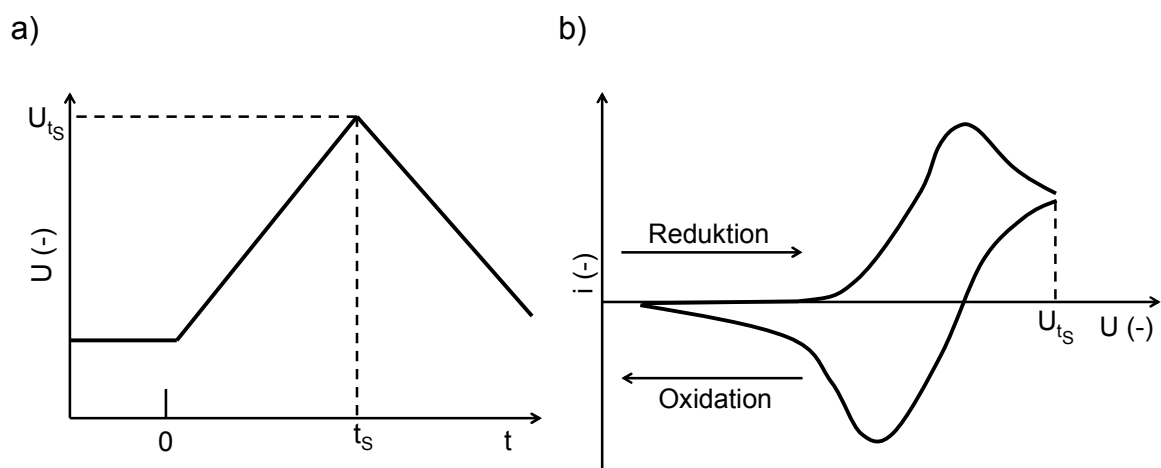 a)
U_tS
U (-)
0
t_S
t
b)
i (-)
Reduktion
Oxidation
U_tS
U (-)